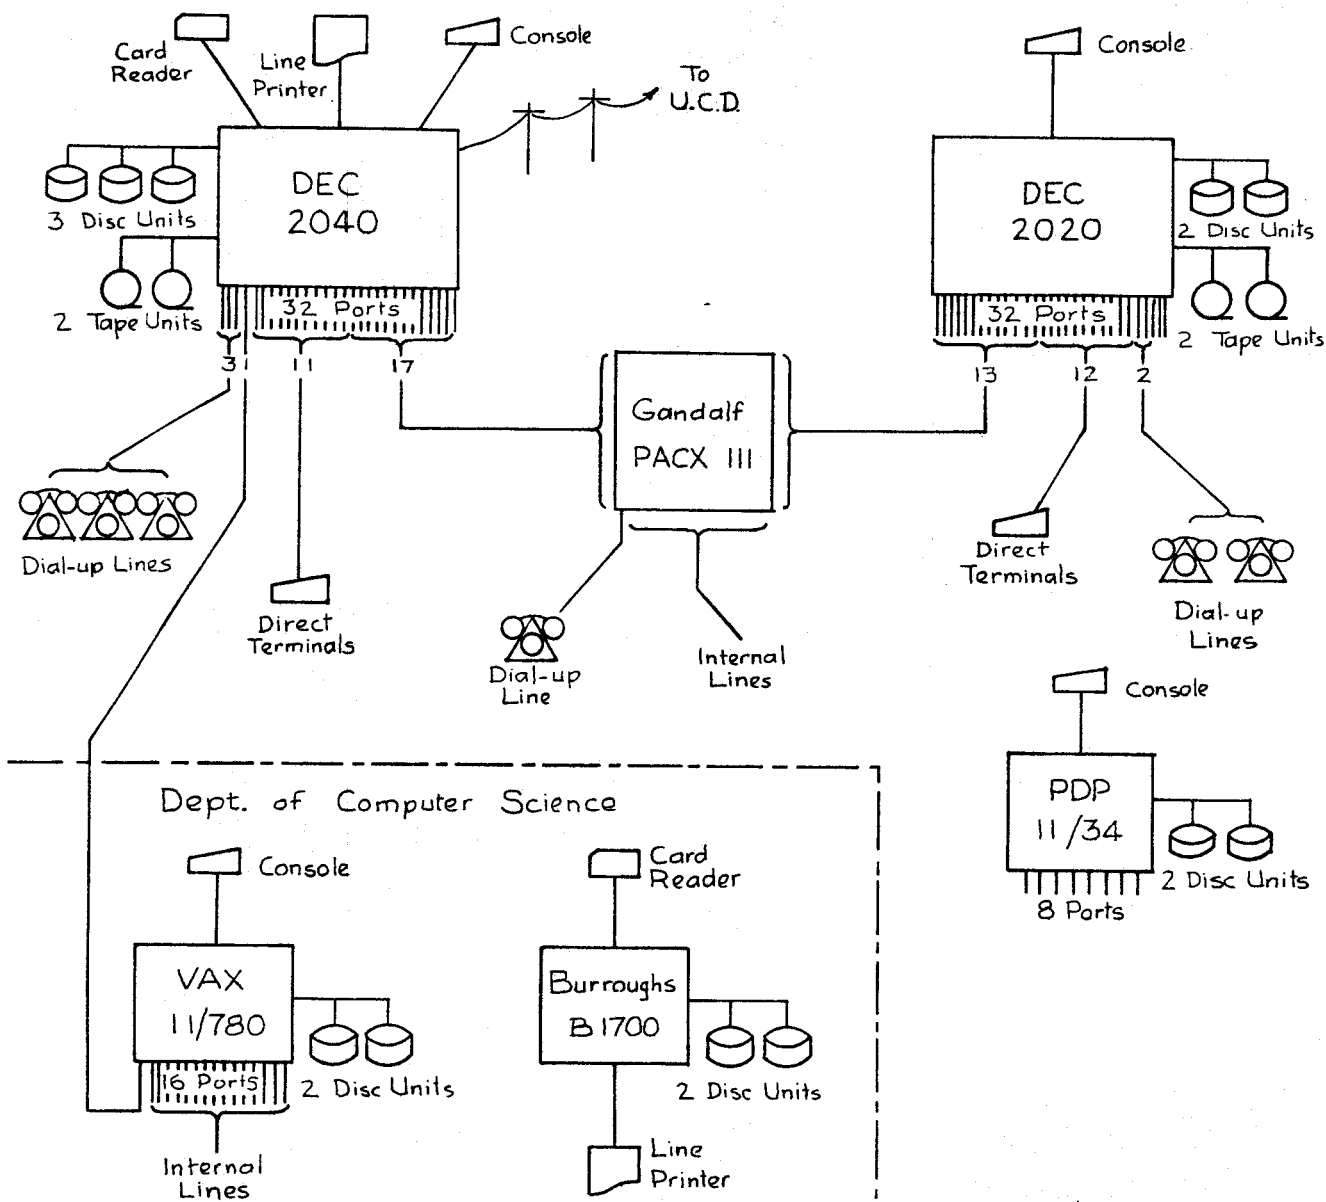 Card
Reader
Line
Printer
Console
To
U.C.D.
DEC
2040
3 Disc Units
2 Tape Units
32 Ports
3
1
11
17
Dial-up Lines
Direct
Terminals
Gandalf
PACX III
Dial-up
Line
Internal
Lines
Console
DEC
2020
2 Disc Units
2 Tape Units
32 Ports
13
12
2
Direct
Terminals
Dial-up
Lines
Console
PDP
11/34
2 Disc Units
8 Ports
Dept. of Computer Science
Console
VAX
11/780
16 Ports
2 Disc Units
Internal
Lines
Card
Reader
Burroughs
B1700
2 Disc Units
Line
Printer